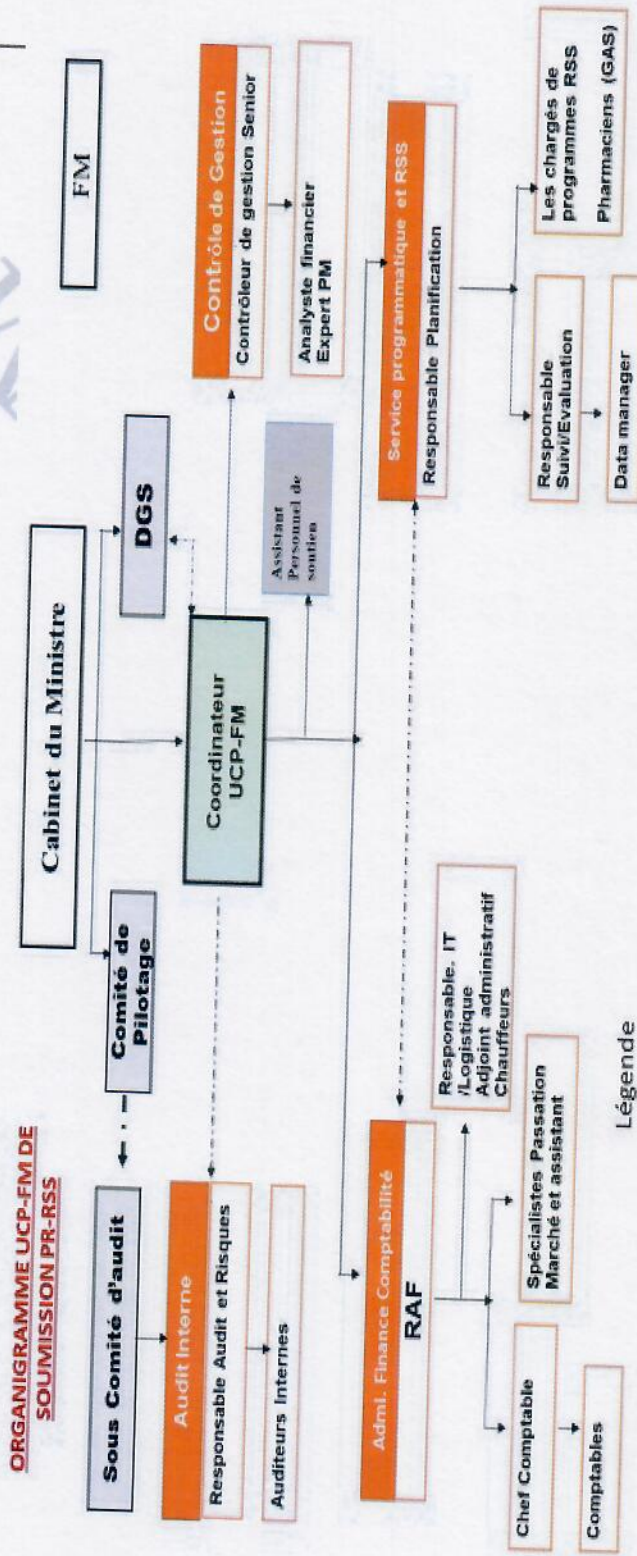 ORGANIGRAMME UCP-FM DE
SOUMISSION PR-RSS
Cabinet du Ministre
FM
Sous Comité d'audit
Comité de
Pilotage
DGS
Audit Interne
Responsable Audit et Risques
Auditeurs Internes
Coordinateur
UCP-FM
Contrôle de Gestion
Contrôleur de gestion Senior
Analyste financier
Expert PM
Assistant
Personnel de
soutien
Adml. Finance Comptabilité
RAF
Service programmatique et RSS
Responsable Planification
Responsable. IT
/Logistique
Adjoint administratif
Chauffeurs
Chef Comptable
Comptables
Spécialistes Passation
Marché et assistant
Responsable
Suivi/Evaluation
Data manager
Les chargés de
programmes RSS
Pharmaciens (GAS)
Légende